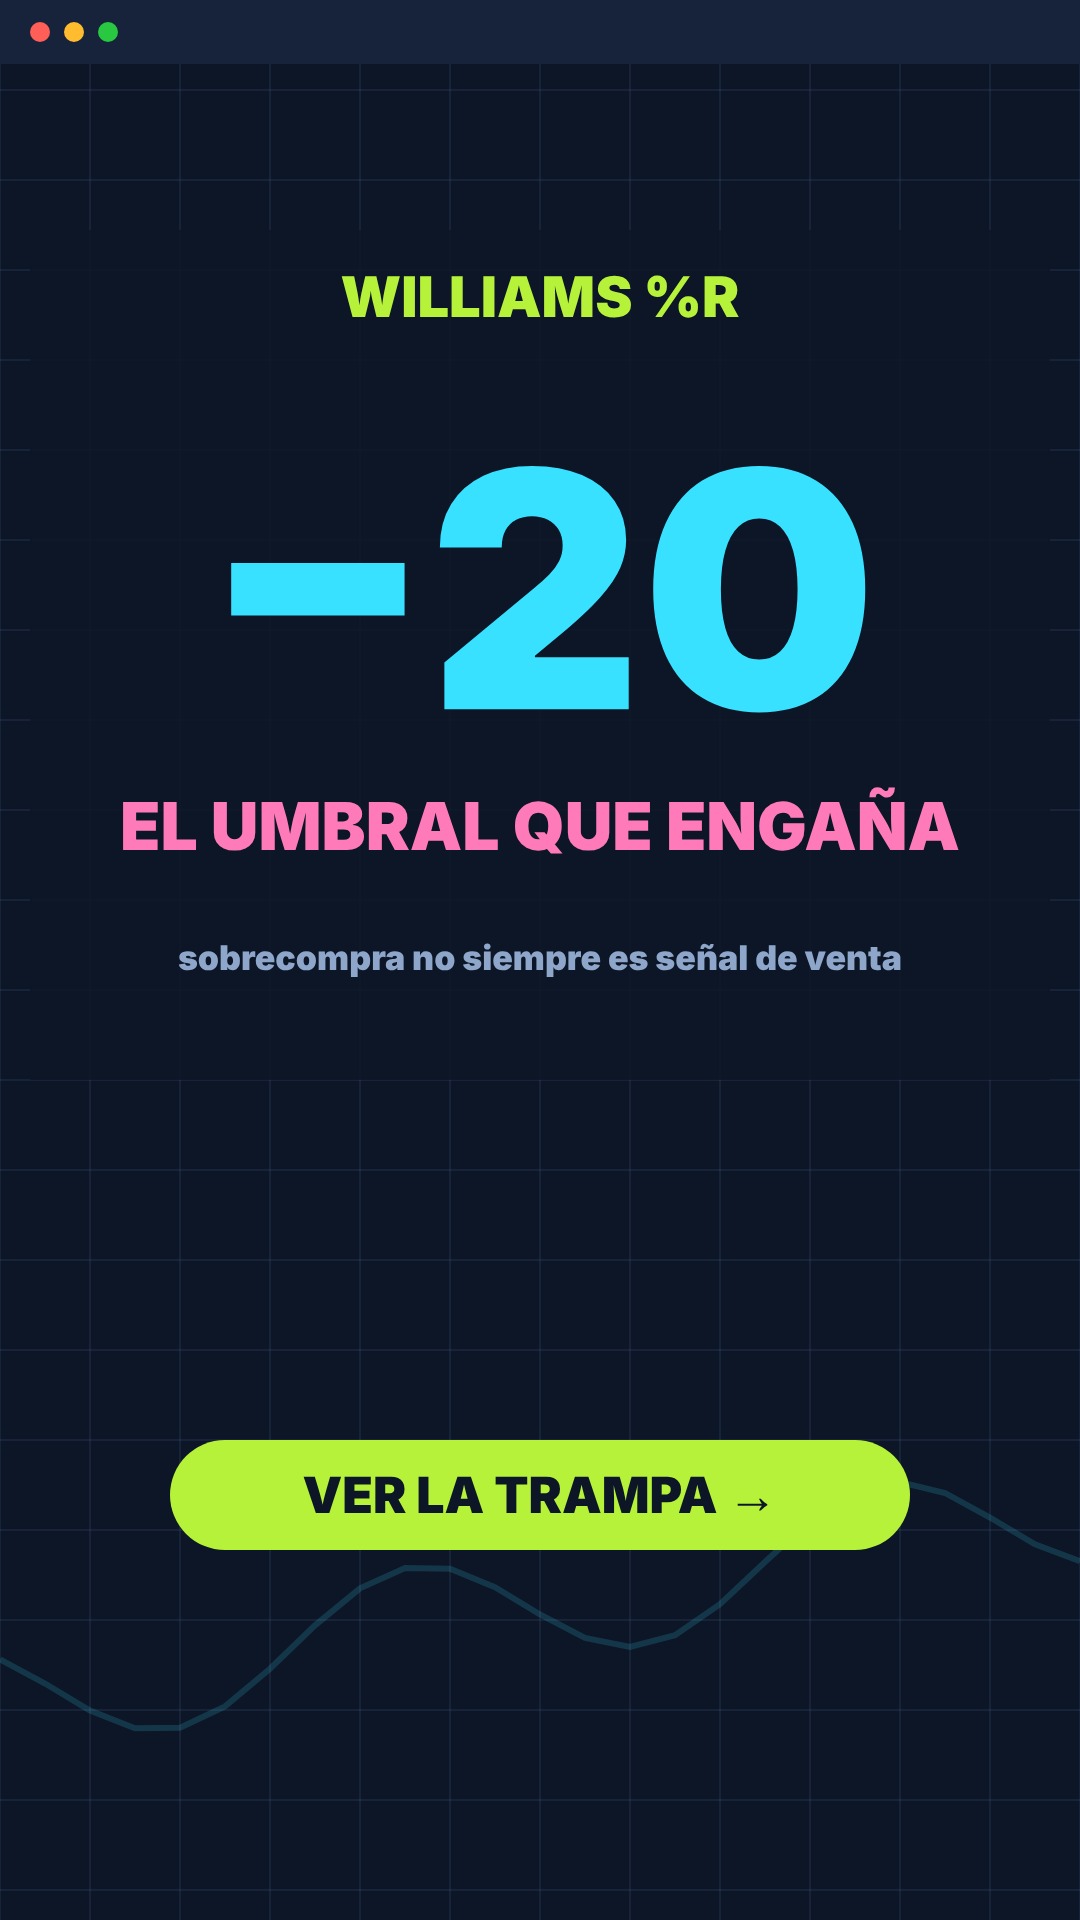 WILLIAMS %R
−20
EL UMBRAL QUE ENGAÑA
sobrecompra no siempre es señal de venta
VER LA TRAMPA →